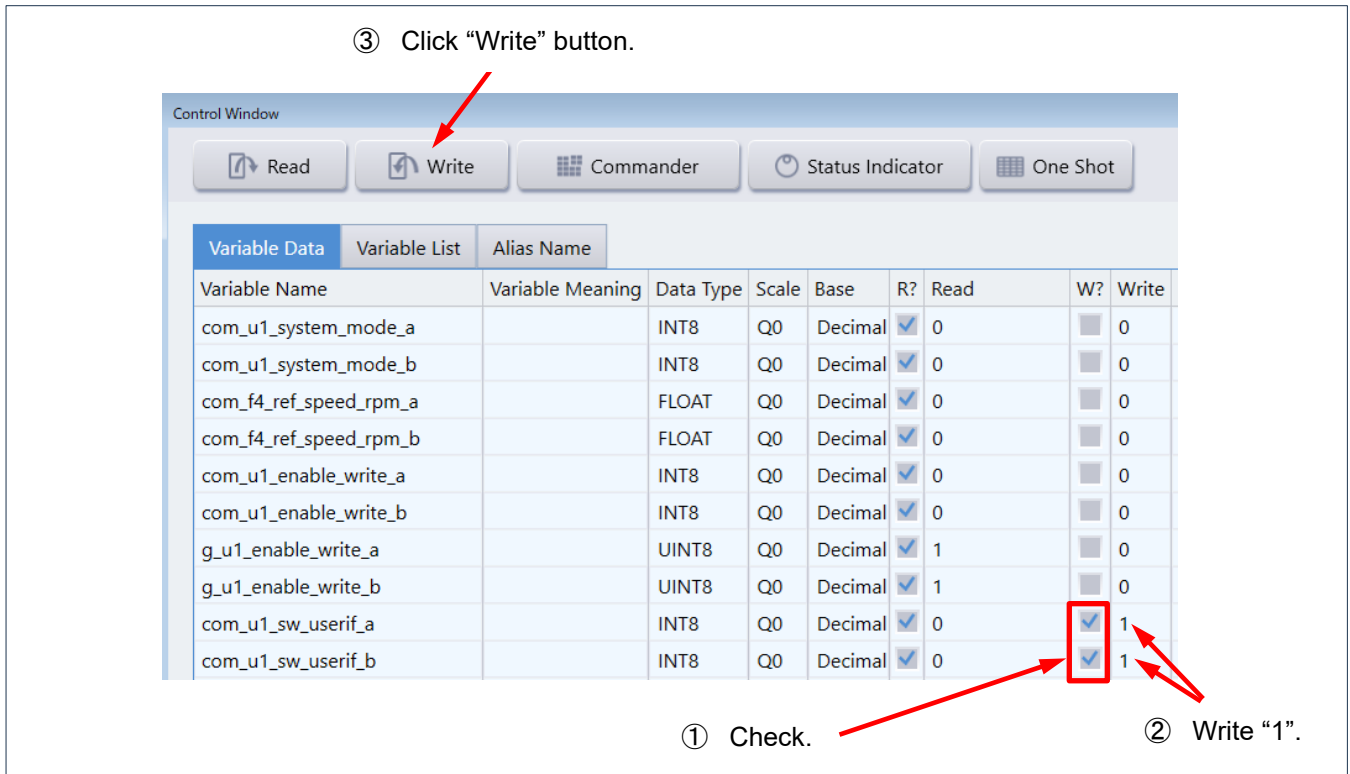 ③ Click “Write” button.
Control Window
Read Write Commander Status Indicator One Shot
Variable Data Variable List Alias Name
Variable Name Variable Meaning Data Type Scale Base R? Read W? Write
com_u1_system_mode_a INT8 Q0 Decimal 0 0
com_u1_system_mode_b INT8 Q0 Decimal 0 0
com_f4_ref_speed_rpm_a FLOAT Q0 Decimal 0 0
com_f4_ref_speed_rpm_b FLOAT Q0 Decimal 0 0
com_u1_enable_write_a INT8 Q0 Decimal 0 0
com_u1_enable_write_b INT8 Q0 Decimal 0 0
g_u1_enable_write_a UINT8 Q0 Decimal 1 0
g_u1_enable_write_b UINT8 Q0 Decimal 1 0
com_u1_sw_userif_a INT8 Q0 Decimal 0 1
com_u1_sw_userif_b INT8 Q0 Decimal 0 1
① Check. ② Write “1”.